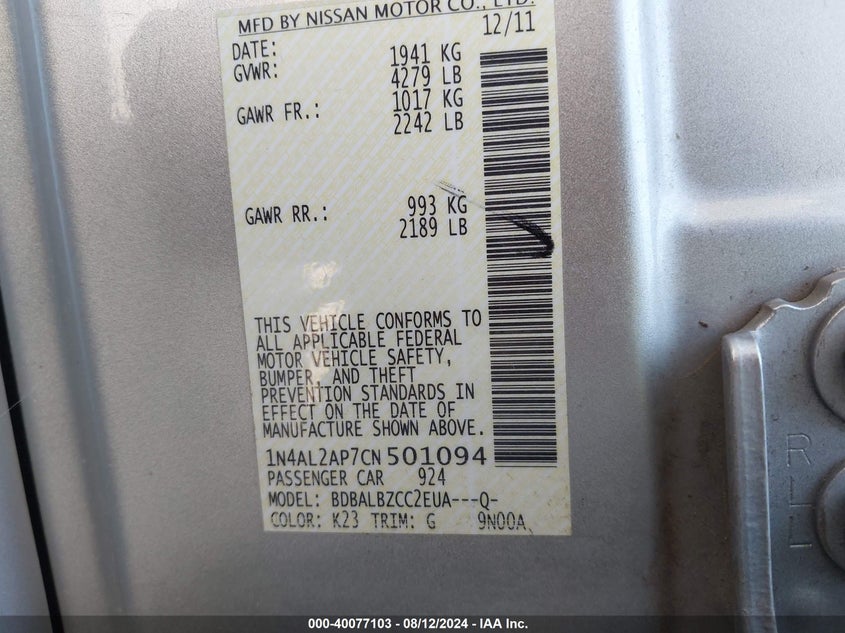 MFD BY NISSAN MOTOR CO., LTD.
DATE: 12/11
GVWR: 1941 KG
4279 LB
GAWR FR.: 1017 KG
2242 LB
GAWR RR.: 993 KG
2189 LB
THIS VEHICLE CONFORMS TO
ALL APPLICABLE FEDERAL
MOTOR VEHICLE SAFETY,
BUMPER, AND THEFT
PREVENTION STANDARDS IN
EFFECT ON THE DATE OF
MANUFACTURE SHOWN ABOVE.
1N4AL2AP7CN501094
PASSENGER CAR 924
MODEL: BDBALBZCC2EUA---Q-
COLOR: K23 TRIM: G 9N00A
RLL
000-40077103 - 08/12/2024 - IAA Inc.